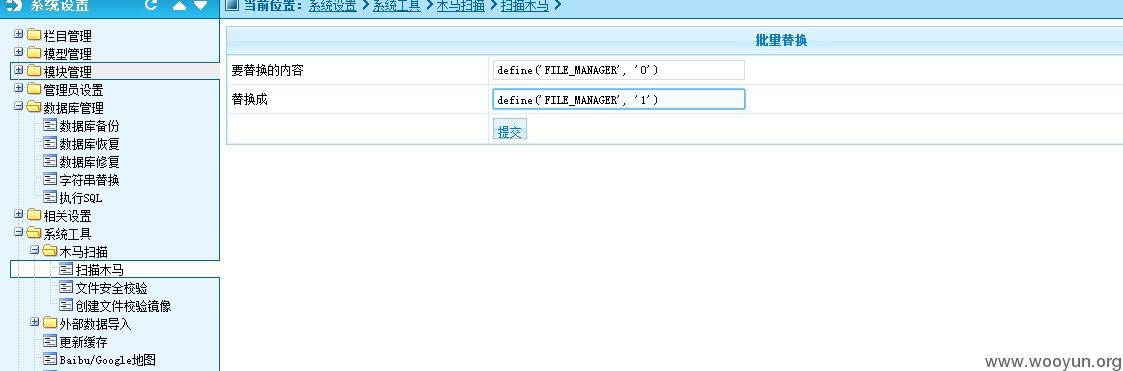 系统设置
当前位置：系统设置 > 系统工具 > 木马扫描 > 扫描木马 >
栏目管理
模型管理
模块管理
管理员设置
数据库管理
数据库备份
数据库恢复
数据库修复
字符串替换
执行SQL
相关设置
系统工具
木马扫描
扫描木马
文件安全校验
创建文件校验镜像
外部数据导入
更新缓存
Baibu/Google地图
批量替换
要替换的内容 define('FILE_MANAGER', '0')
替换成 define('FILE_MANAGER', '1')
提交
www.wooyun.org